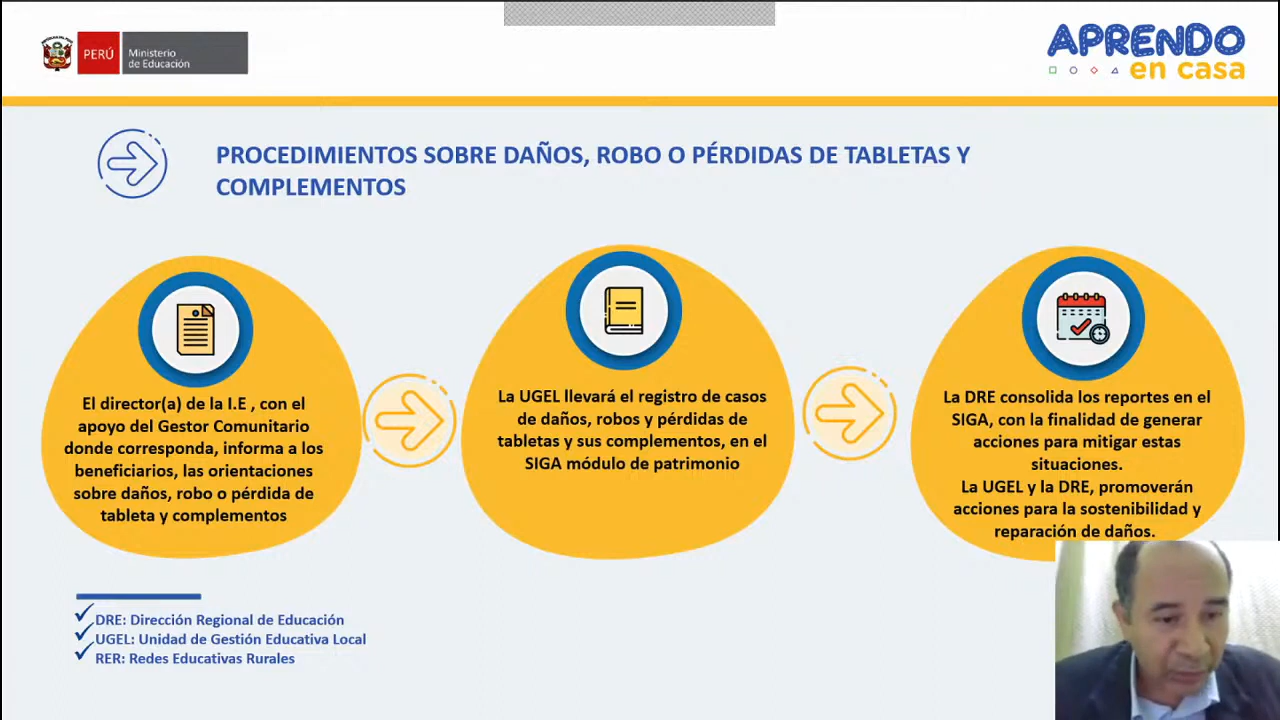 PERÚ
Ministerio
de Educación
APRENDO
en casa
PROCEDIMIENTOS SOBRE DAÑOS, ROBO O PÉRDIDAS DE TABLETAS Y
COMPLEMENTOS
El director(a) de la I.E , con el
apoyo del Gestor Comunitario
donde corresponda, informa a los
beneficiarios, las orientaciones
sobre daños, robo o pérdida de
tableta y complementos
La UGEL llevará el registro de casos
de daños, robos y pérdidas de
tabletas y sus complementos, en el
SIGA módulo de patrimonio
La DRE consolida los reportes en el
SIGA, con la finalidad de generar
acciones para mitigar estas
situaciones.
La UGEL y la DRE, promoverán
acciones para la sostenibilidad y
reparación de daños.
DRE: Dirección Regional de Educación
UGEL: Unidad de Gestión Educativa Local
RER: Redes Educativas Rurales